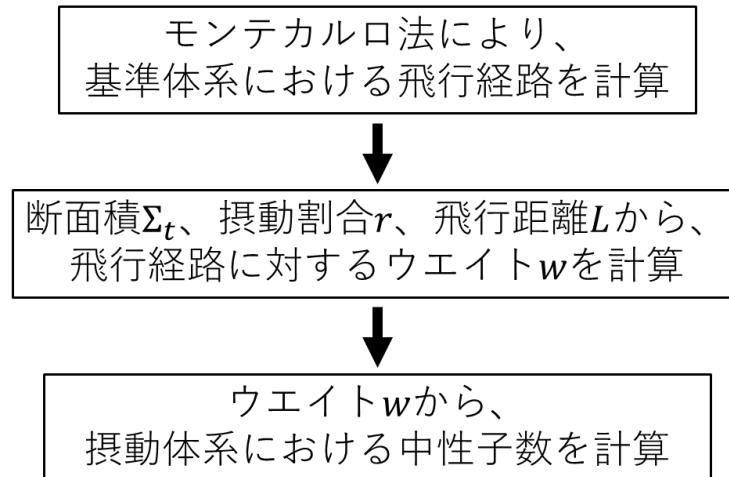 モンテカルロ法により、
基準体系における飛行経路を計算
断面積Σₜ、摂動割合r、飛行距離Lから、
飛行経路に対するウエイトwを計算
ウエイトwから、
摂動体系における中性子数を計算